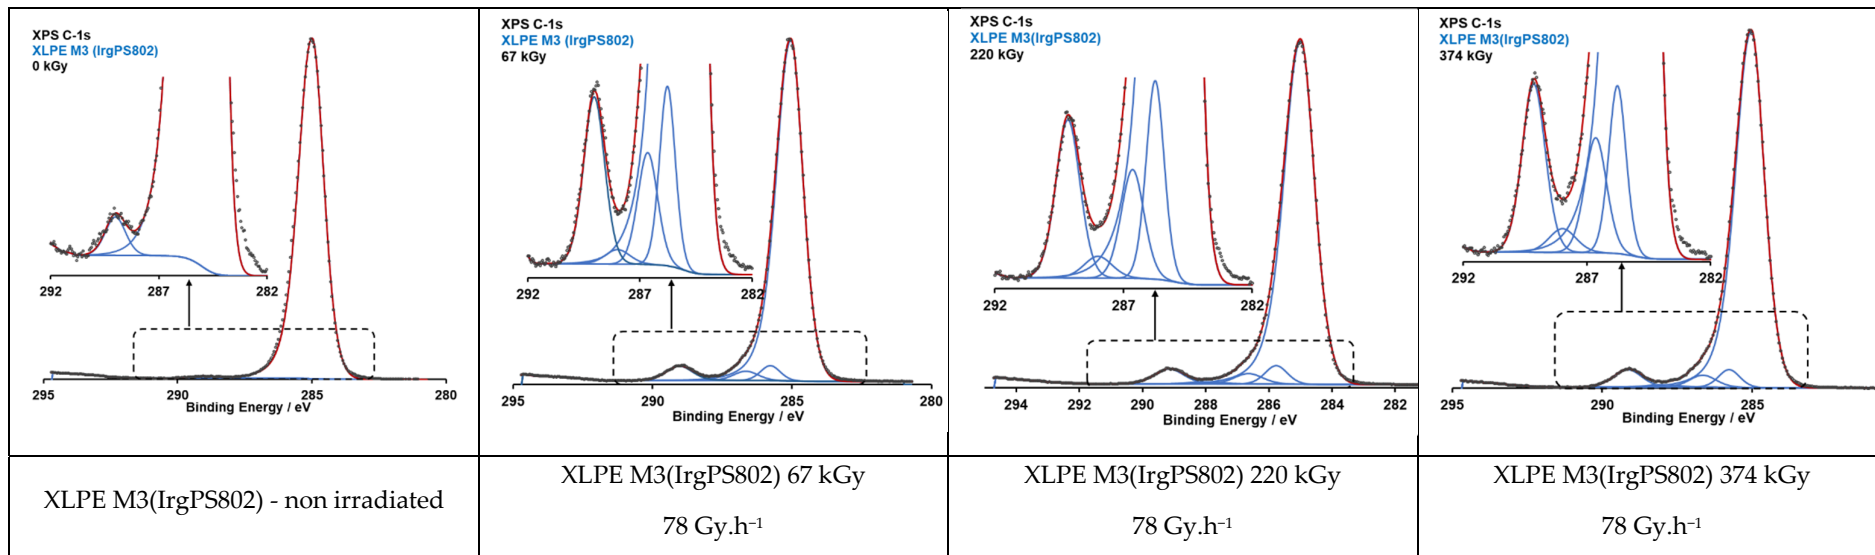 XPS C-1s
XLPE M3 (IrgPS802)
0 kGy
292 287 282
295 290 285 280
Binding Energy / eV
XPS C-1s
XLPE M3 (IrgPS802)
67 kGy
292 287 282
295 290 285 280
Binding Energy / eV
XPS C-1s
XLPE M3(IrgPS802)
220 kGy
292 287 282
294 292 290 288 286 284 282
Binding Energy / eV
XPS C-1s
XLPE M3(IrgPS802)
374 kGy
292 287 282
295 290 285
Binding Energy / eV
XLPE M3(IrgPS802) - non irradiated
XLPE M3(IrgPS802) 67 kGy
78 Gy.h⁻¹
XLPE M3(IrgPS802) 220 kGy
78 Gy.h⁻¹
XLPE M3(IrgPS802) 374 kGy
78 Gy.h⁻¹